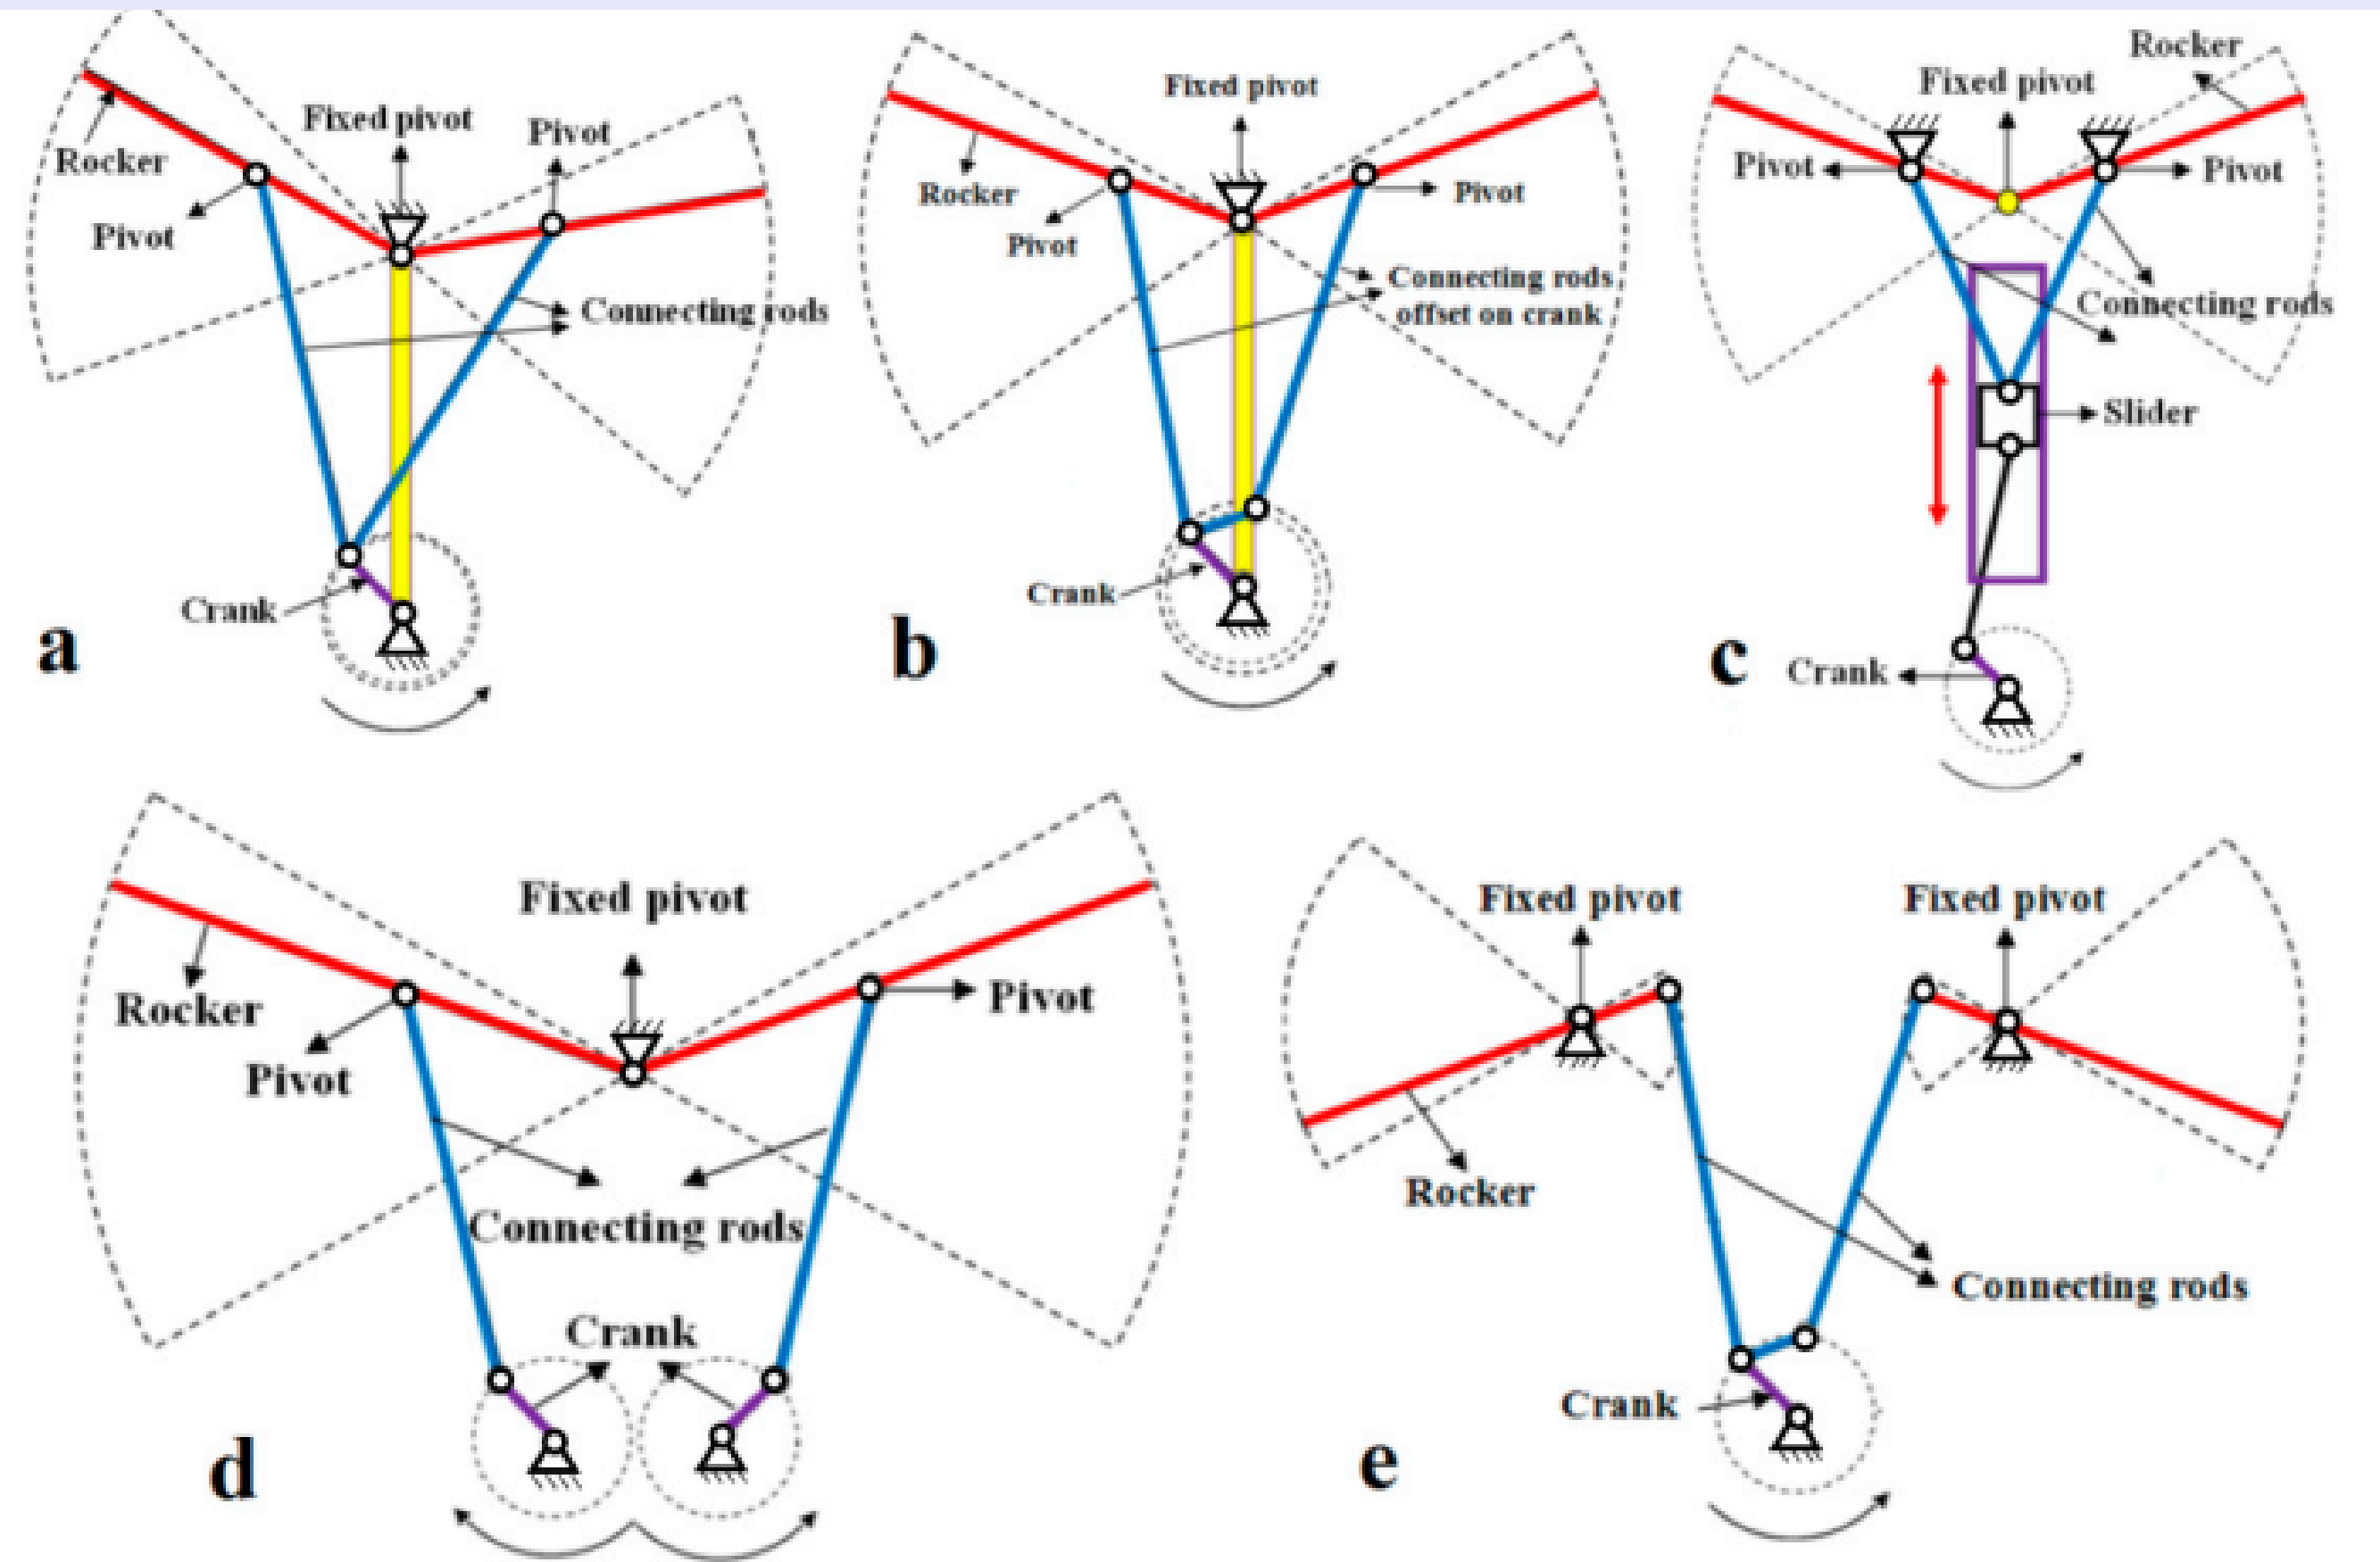 Fixed pivot
Pivot
Rocker
Pivot
Connecting rods
Crank
a
Fixed pivot
Rocker
Pivot
Pivot
Connecting rods
offset on crank
Crank
b
Rocker
Fixed pivot
Pivot
Pivot
Connecting rods
Slider
Crank
c
Fixed pivot
Rocker
Pivot
Pivot
Connecting rods
Crank
d
Fixed pivot
Fixed pivot
Rocker
Connecting rods
Crank
e